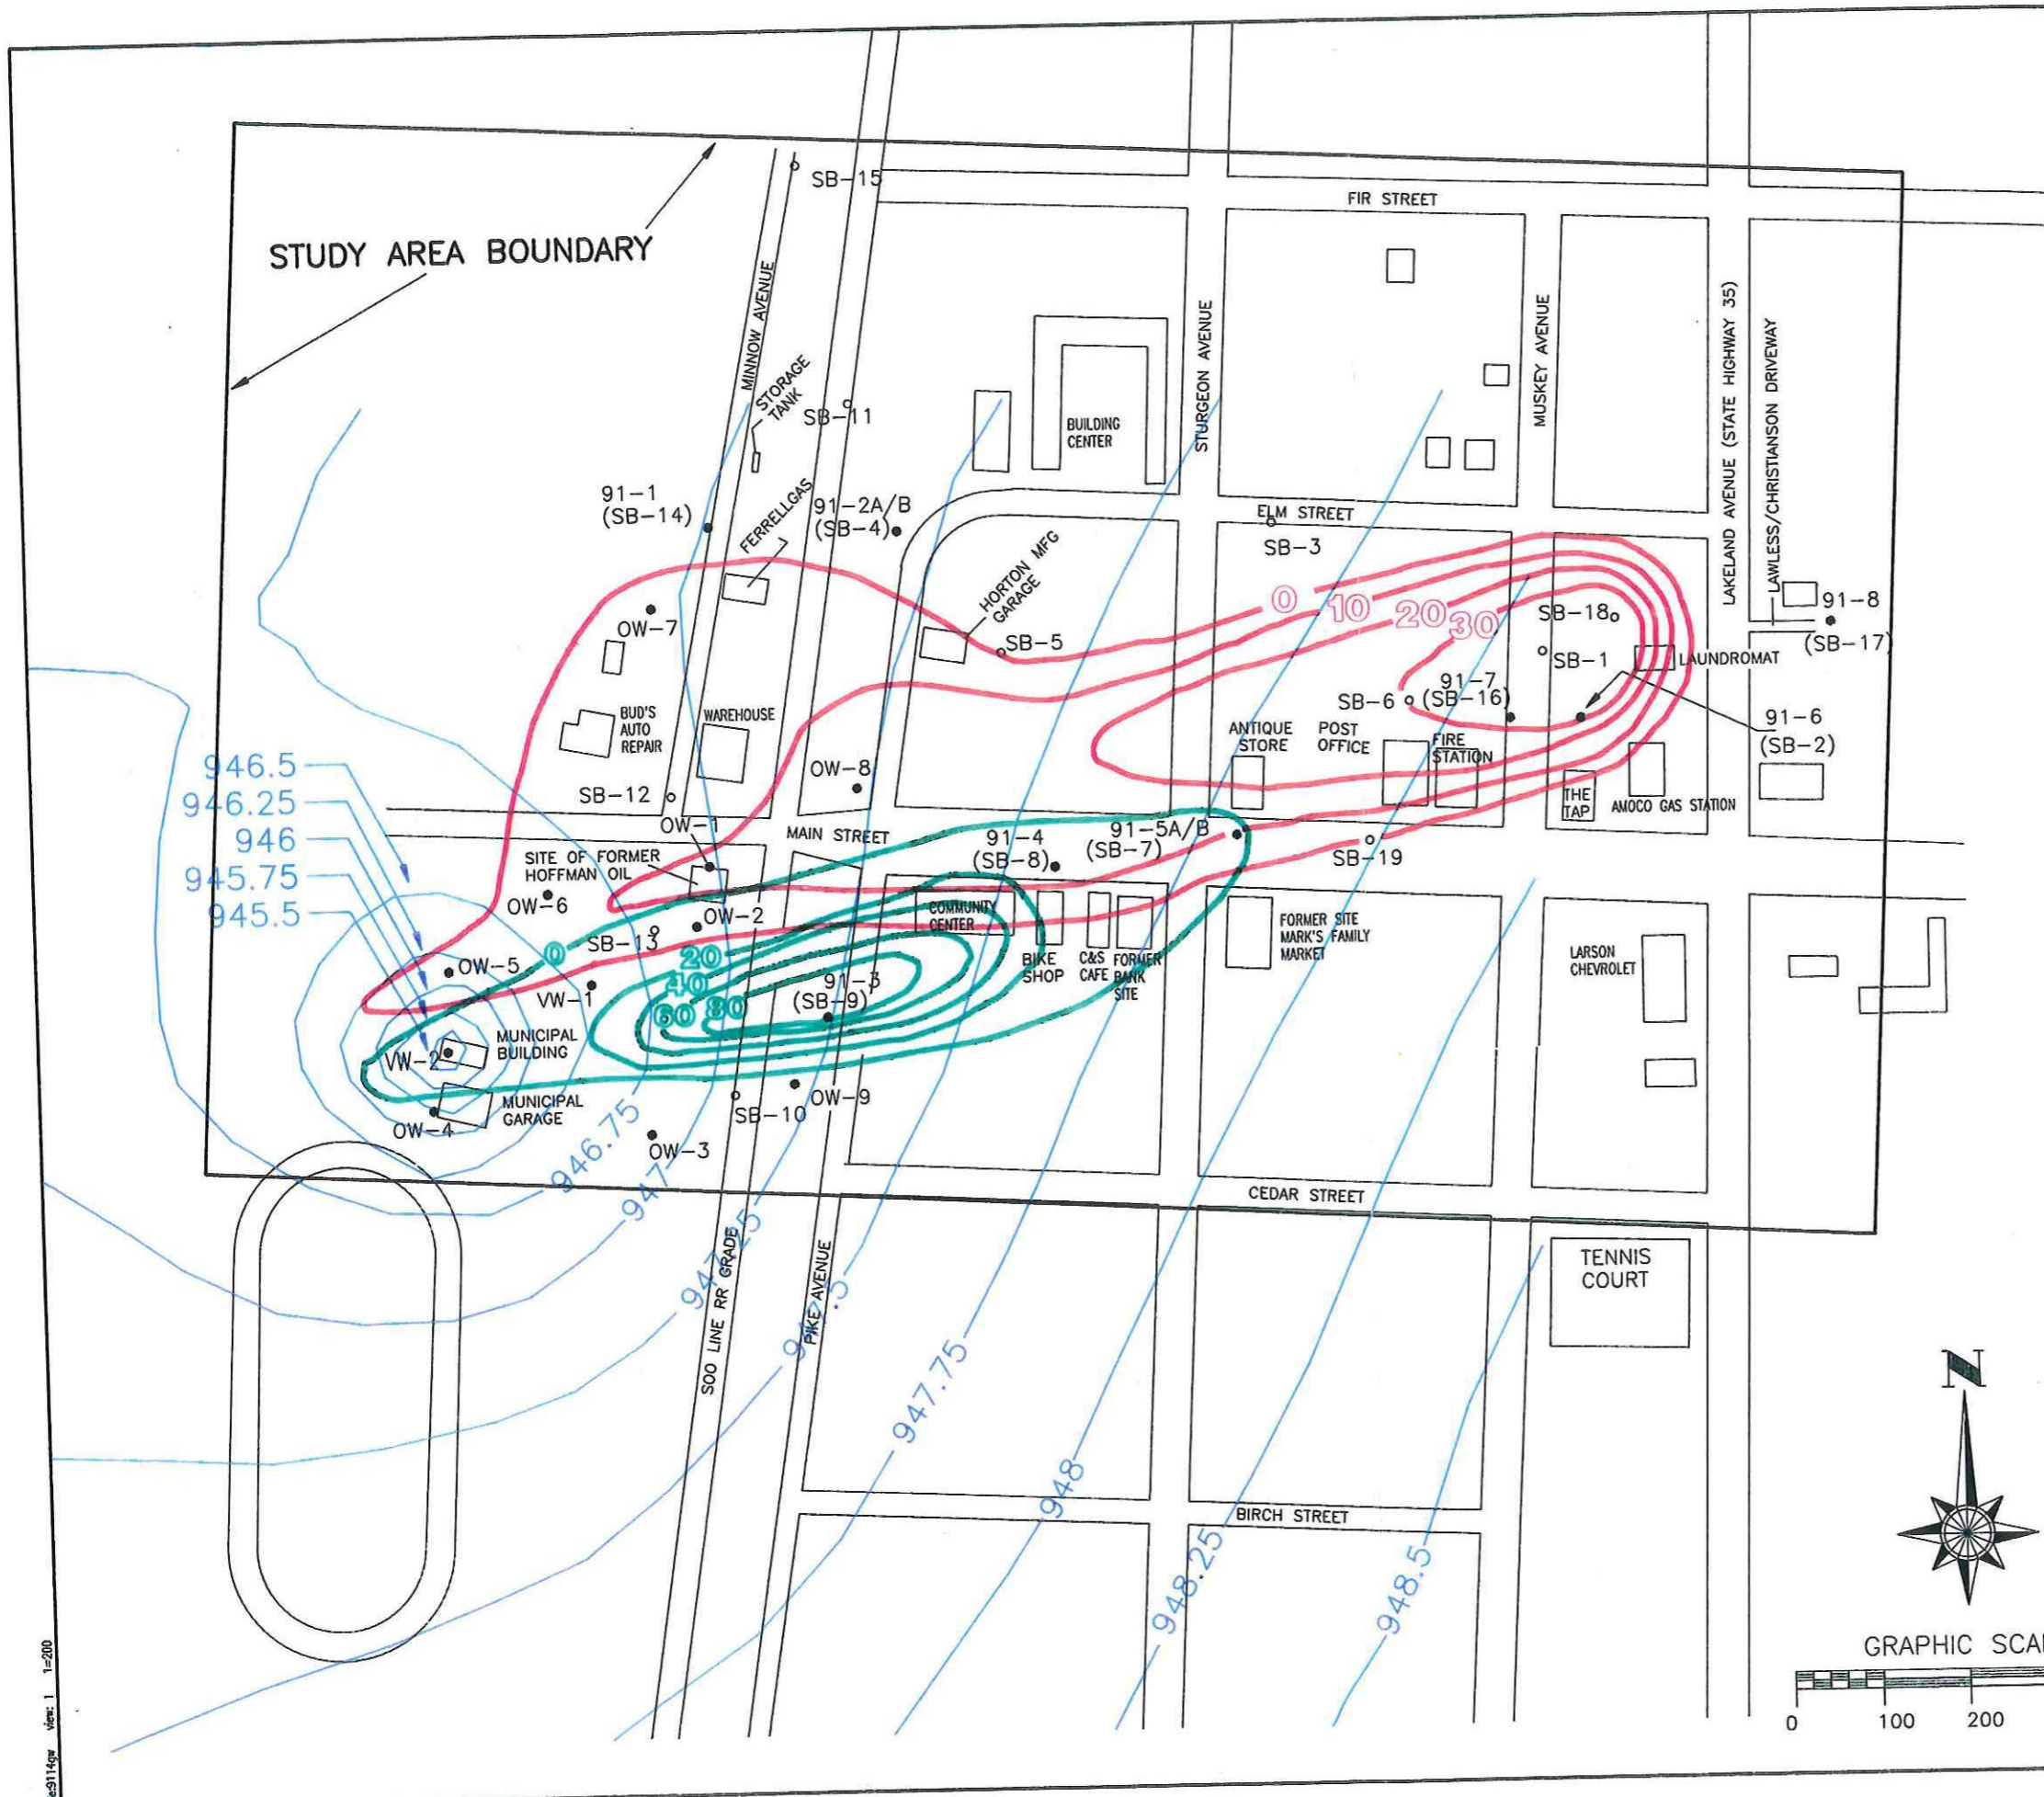 SB-15
FIR STREET
STUDY AREA BOUNDARY
MINNOW AVENUE
STORAGE
TANK
SB-11
BUILDING
CENTER
STURGEON AVENUE
MUSKEY AVENUE
LAKELAND AVENUE (STATE HIGHWAY 35)
LAWLESS/CHRISTIANSON DRIVEWAY
91-1
(SB-14)
FERRELLGAS
91-2A/B
(SB-4)
ELM STREET
SB-3
HORTON MFG
GARAGE
SB-5
OW-7
0
10
20
30
SB-18
SB-1
LAUNDROMAT
91-8
(SB-17)
91-7
(SB-16)
SB-6
91-6
(SB-2)
BUD'S
AUTO
REPAIR
WAREHOUSE
ANTIQUE
STORE
POST
OFFICE
FIRE
STATION
THE
TAP
AMOCO GAS STATION
OW-8
SB-12
OW-1
MAIN STREET
91-4
(SB-8)
91-5A/B
(SB-7)
SB-19
946.5
946.25
946
945.75
945.5
SITE OF FORMER
HOFFMAN OIL
OW-6
OW-2
SB-13
COMMUNITY
CENTER
BIKE
SHOP
C&S
CAFE
FORMER
BANK
SITE
FORMER SITE
MARK'S FAMILY
MARKET
LARSON
CHEVROLET
0
20
40
60
80
OW-5
VW-1
91-3
(SB-9)
MUNICIPAL
BUILDING
VW-2
MUNICIPAL
GARAGE
OW-4
SB-10
OW-9
OW-3
946.75
947
947.25
947.5
947.75
948
948.25
948.5
CEDAR STREET
SOO LINE RR GRADE
PIKE AVENUE
TENNIS
COURT
BIRCH STREET
N
GRAPHIC
0
100
200
view: 1 1=200